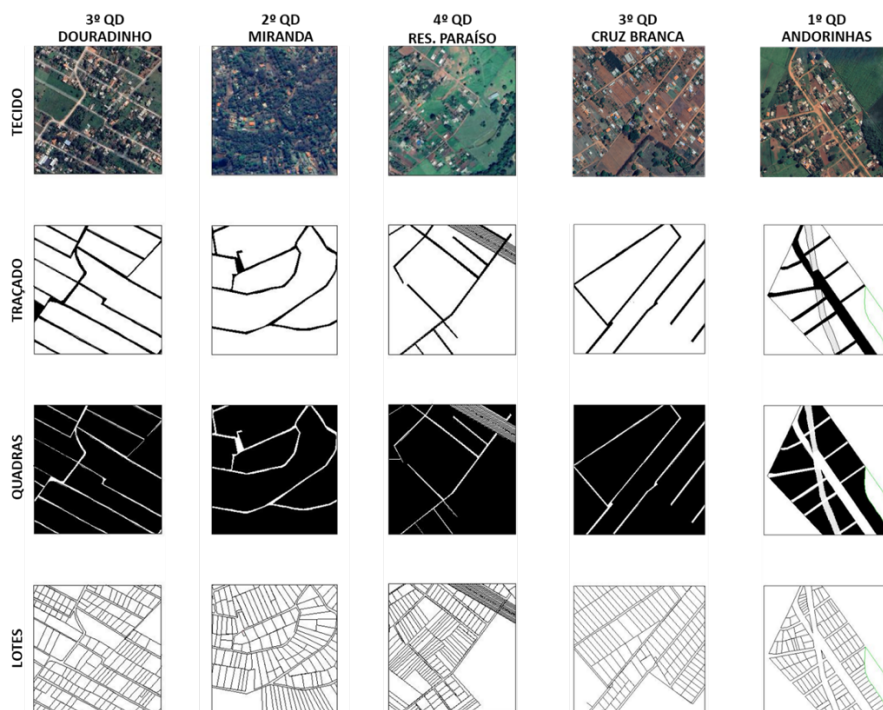 3º QD
DOURADINHO
2º QD
MIRANDA
4º QD
RES. PARAÍSO
3º QD
CRUZ BRANCA
1º QD
ANDORINHAS
TECIDO
TRAÇADO
QUADRAS
LOTES